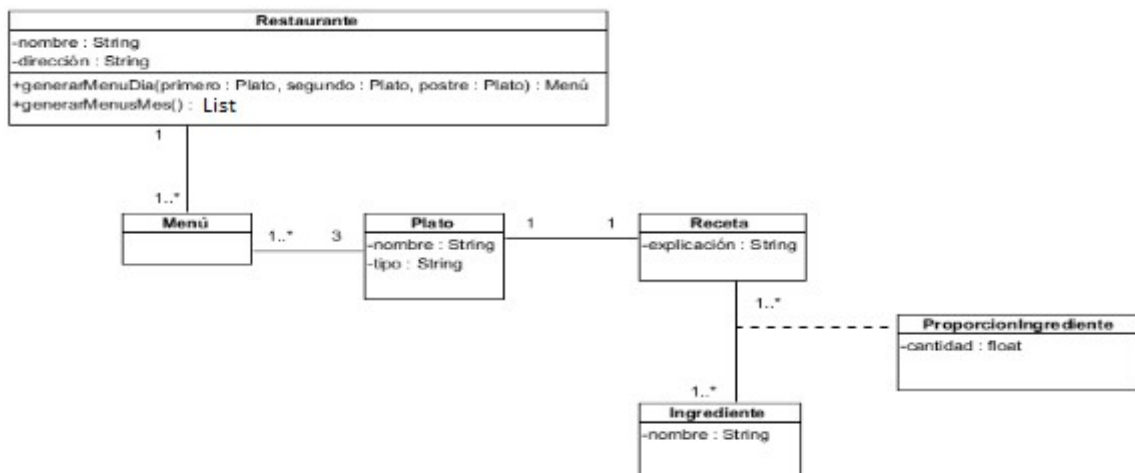 Restaurante
-nombre : String
-dirección : String
+generarMenuDia(primero : Plato, segundo : Plato, postre : Plato) : Menú
+generarMenusMes() : List
1
1..*
Menú
1..*
3
Plato
-nombre : String
-tipo : String
1
1
Receta
-explicación : String
1..*
ProporcionIngrediente
-cantidad : float
1..*
Ingrediente
-nombre : String